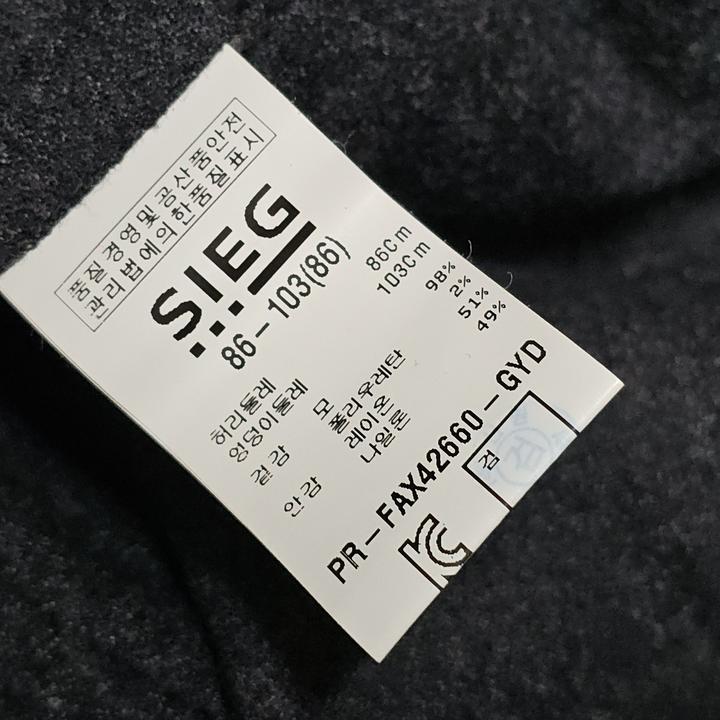 품질경영및공산품안전
관리법에의한품질표시
SIEG
86-103(86)
허리둘레 86Cm
엉덩이둘레 103Cm
겉감 모 98%
폴리우레탄 2%
안감 레이온 51%
나일론 49%
PR-FAX42660-GYD
검